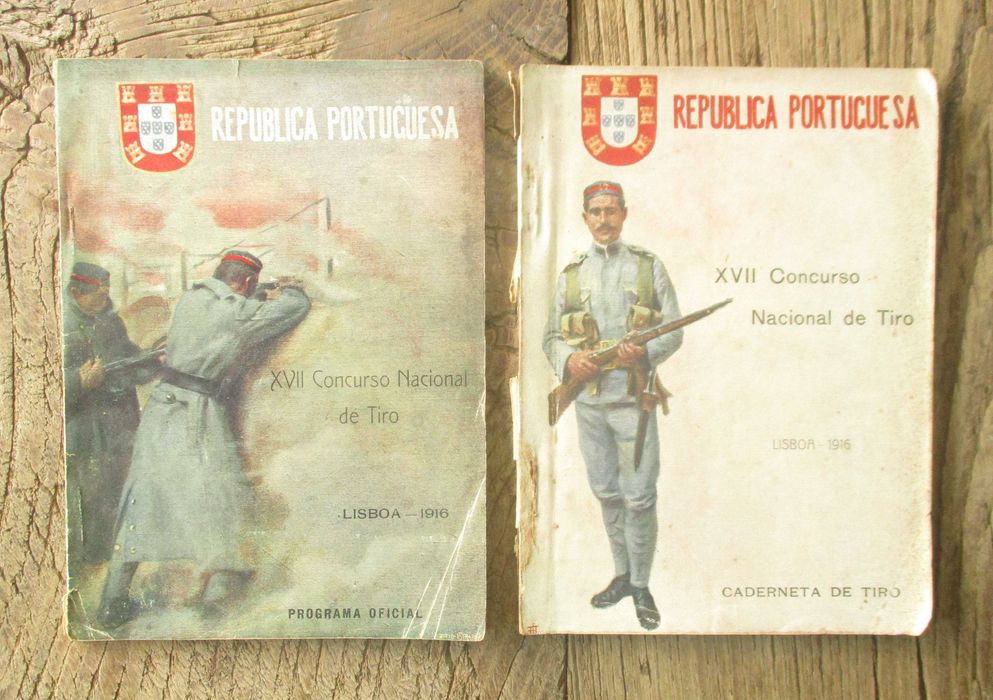 REPUBLICA PORTUGUESA
XVII Concurso Nacional
de Tiro
LISBOA — 1916
PROGRAMA OFICIAL
REPUBLICA PORTUGUESA
XVII Concurso
Nacional de Tiro
LISBOA — 1916
CADERNETA DE TIRO